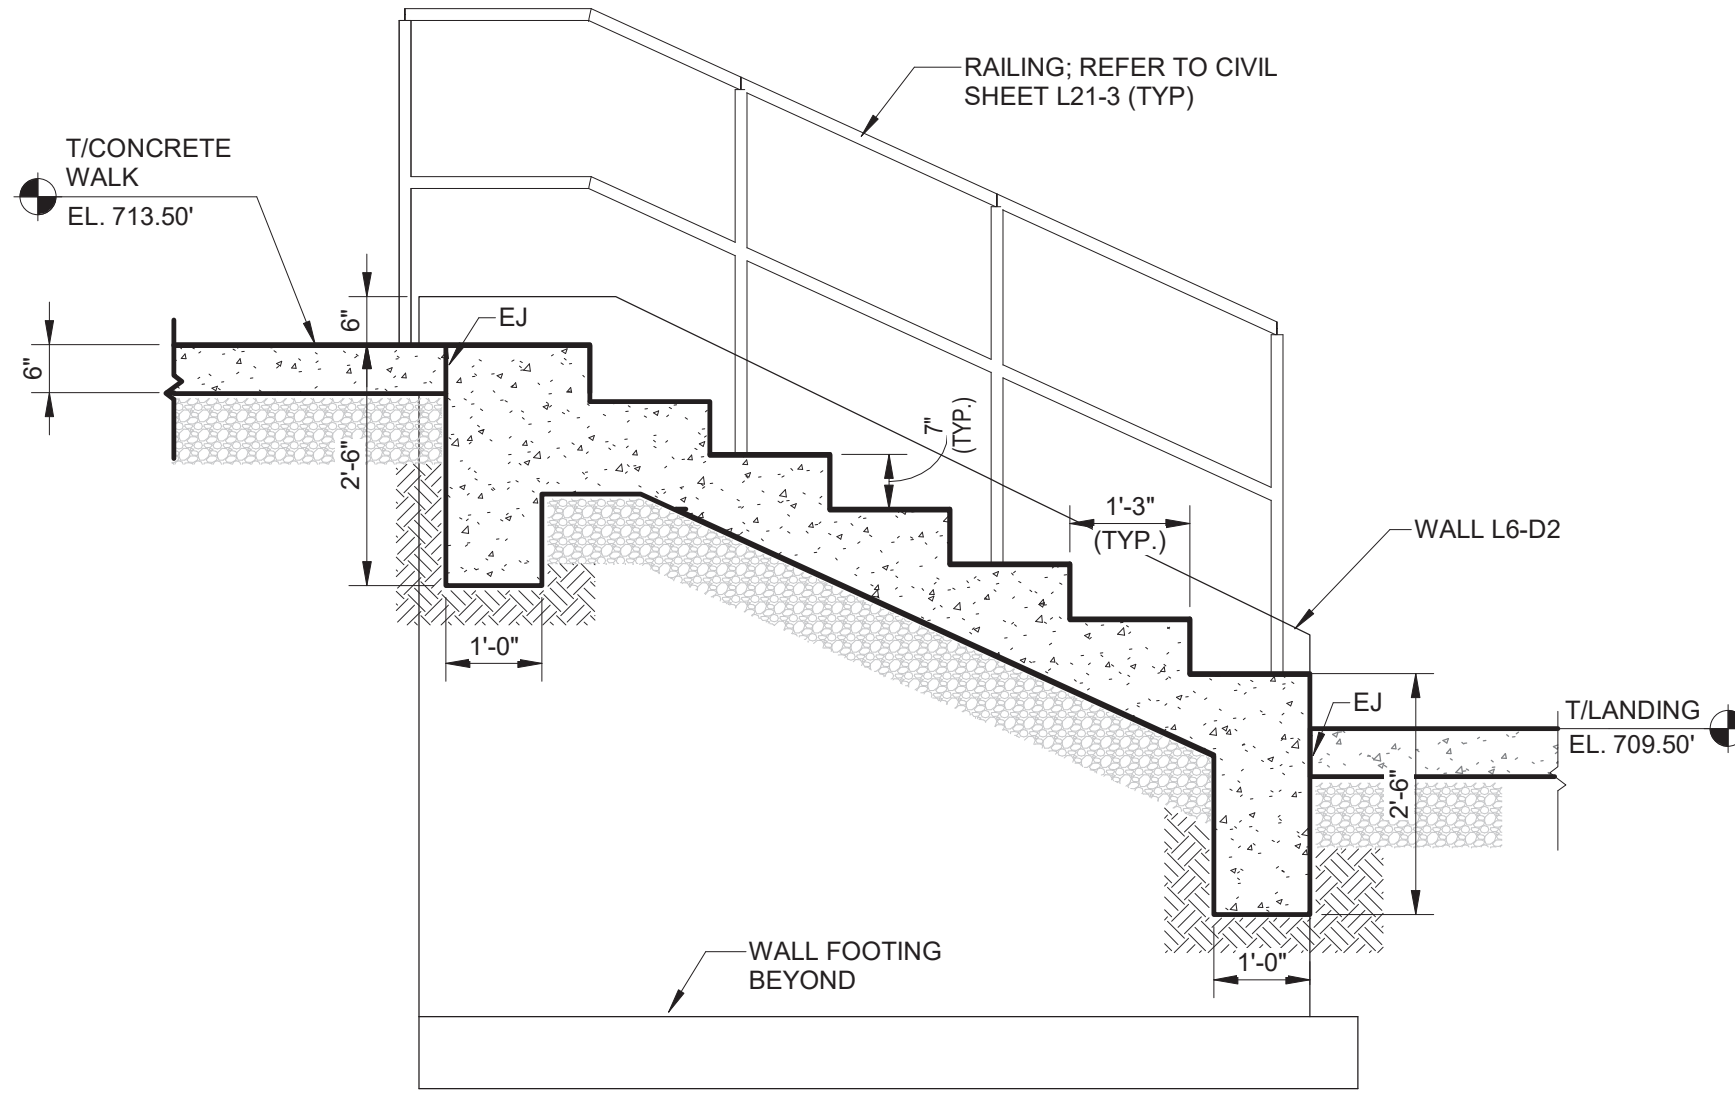 RAILING; REFER TO CIVIL
SHEET L21-3 (TYP)
T/CONCRETE
WALK
EL. 713.50'
6"
6"
EJ
2'-6"
7"
(TYP.)
1'-3"
(TYP.)
WALL L6-D2
1'-0"
EJ
T/LANDING
EL. 709.50'
2'-6"
WALL FOOTING
BEYOND
1'-0"